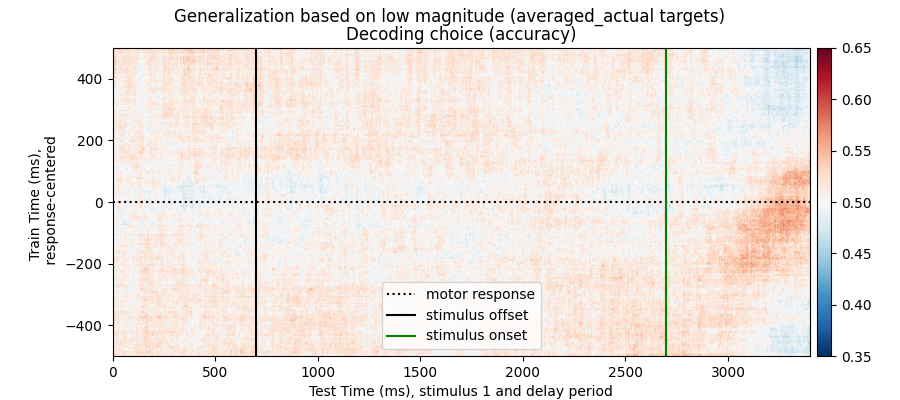 Generalization based on low magnitude (averaged_actual targets)
Decoding choice (accuracy)
Train Time (ms),
response-centered
400
200
0
−200
−400
motor response
stimulus offset
stimulus onset
0 500 1000 1500 2000 2500 3000
Test Time (ms), stimulus 1 and delay period
0.65
0.60
0.55
0.50
0.45
0.40
0.35